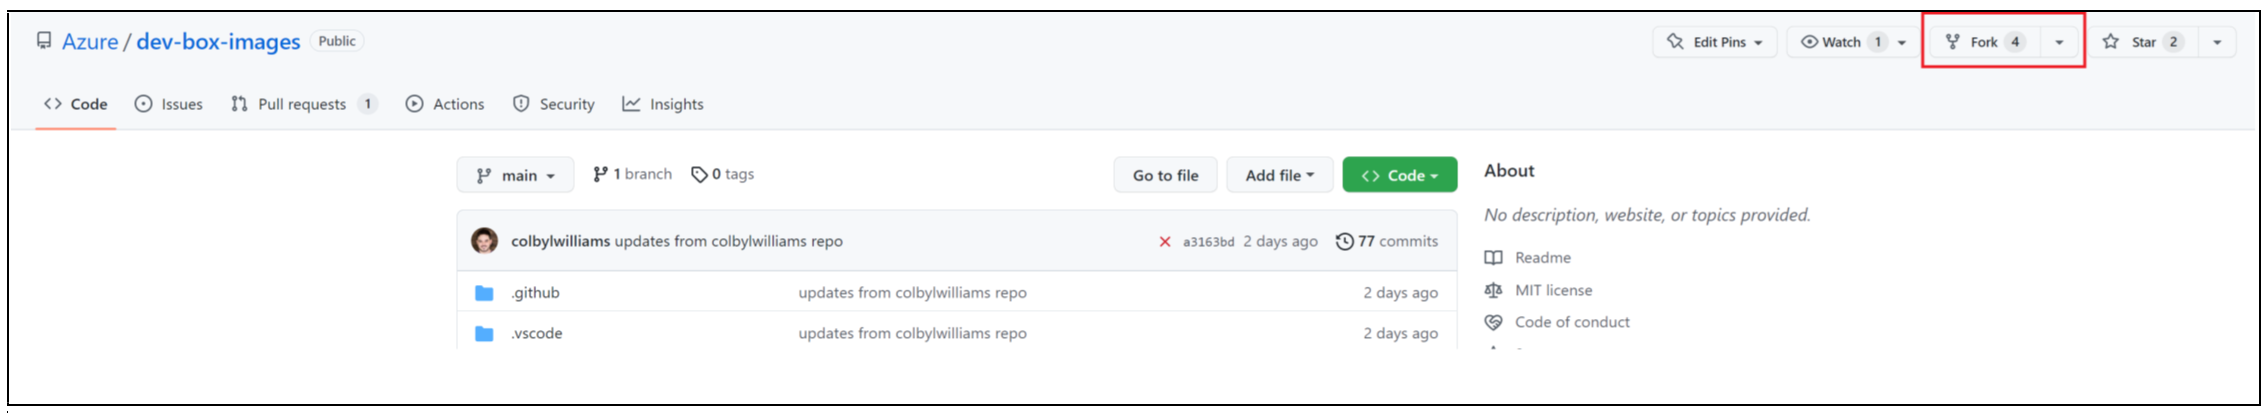 Azure / dev-box-images Public Edit Pins Watch 1 Fork 4 Star 2
Code Issues Pull requests 1 Actions Security Insights
main 1 branch 0 tags Go to file Add file Code
colbylwilliams updates from colbylwilliams repo a3163bd 2 days ago 77 commits
.github updates from colbylwilliams repo 2 days ago
.vscode updates from colbylwilliams repo 2 days ago
About
No description, website, or topics provided.
Readme
MIT license
Code of conduct